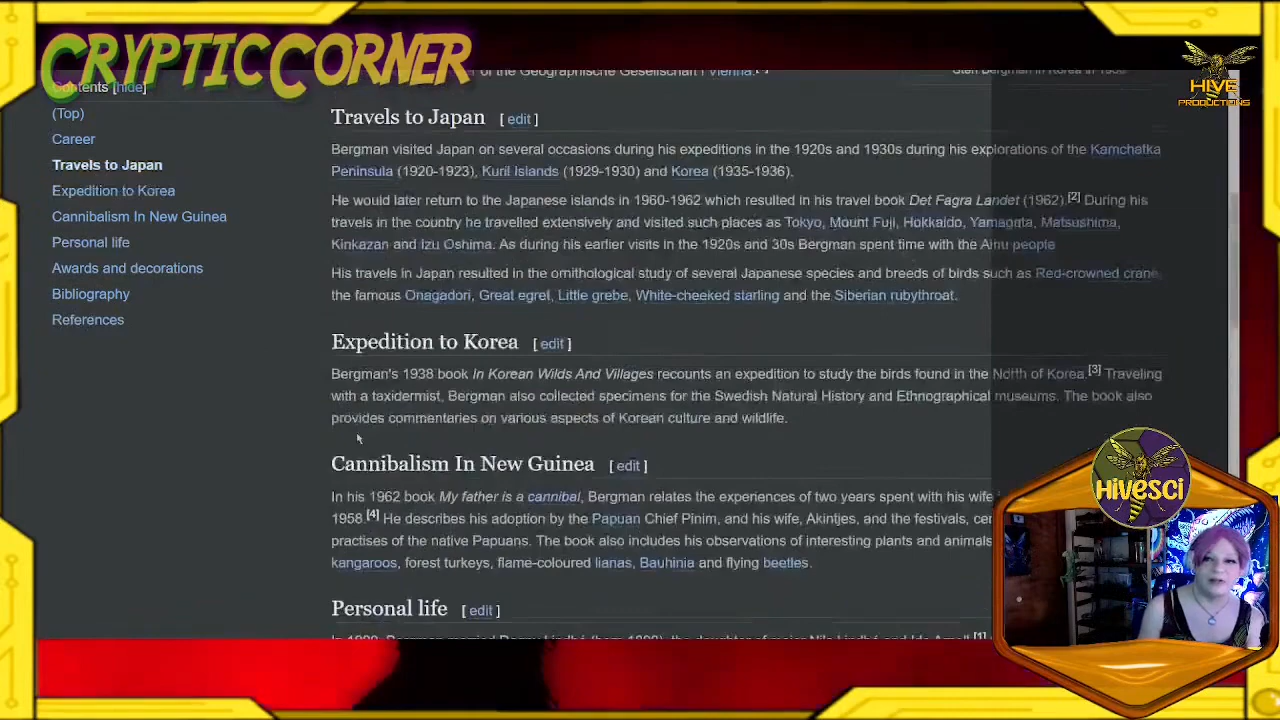 CrypticCorner
HIVE
PRODUCTIONS
of the Geographische Gesellschaft i Vienna.
Sten Bergman in Korea in
Contents [hide]
(Top)
Career
Travels to Japan
Expedition to Korea
Cannibalism In New Guinea
Personal life
Awards and decorations
Bibliography
References
Travels to Japan [ edit ]
Bergman visited Japan on several occasions during his expeditions in the 1920s and 1930s during his explorations of the Kamchatka
Peninsula (1920-1923), Kuril Islands (1929-1930) and Korea (1935-1936).
He would later return to the Japanese islands in 1960-1962 which resulted in his travel book Det Fagra Landet (1962).[2] During his
travels in the country he travelled extensively and visited such places as Tokyo, Mount Fuji, Hokkaido, Yamagata, Matsushima,
Kinkazan and Izu Oshima. As during his earlier visits in the 1920s and 30s Bergman spent time with the Ainu people
His travels in Japan resulted in the ornithological study of several Japanese species and breeds of birds such as Red-crowned crane,
the famous Onagadori, Great egret, Little grebe, White-cheeked starling and the Siberian rubythroat.
Expedition to Korea [ edit ]
Bergman's 1938 book In Korean Wilds And Villages recounts an expedition to study the birds found in the North of Korea.[3] Traveling
with a taxidermist, Bergman also collected specimens for the Swedish Natural History and Ethnographical museums. The book also
provides commentaries on various aspects of Korean culture and wildlife.
Cannibalism In New Guinea [ edit ]
In his 1962 book My father is a cannibal, Bergman relates the experiences of two years spent with his wife
1958.[4] He describes his adoption by the Papuan Chief Pinim, and his wife, Akintjes, and the festivals, cer
practises of the native Papuans. The book also includes his observations of interesting plants and animals
kangaroos, forest turkeys, flame-coloured lianas, Bauhinia and flying beetles.
Personal life [ edit ]
HIVESCI